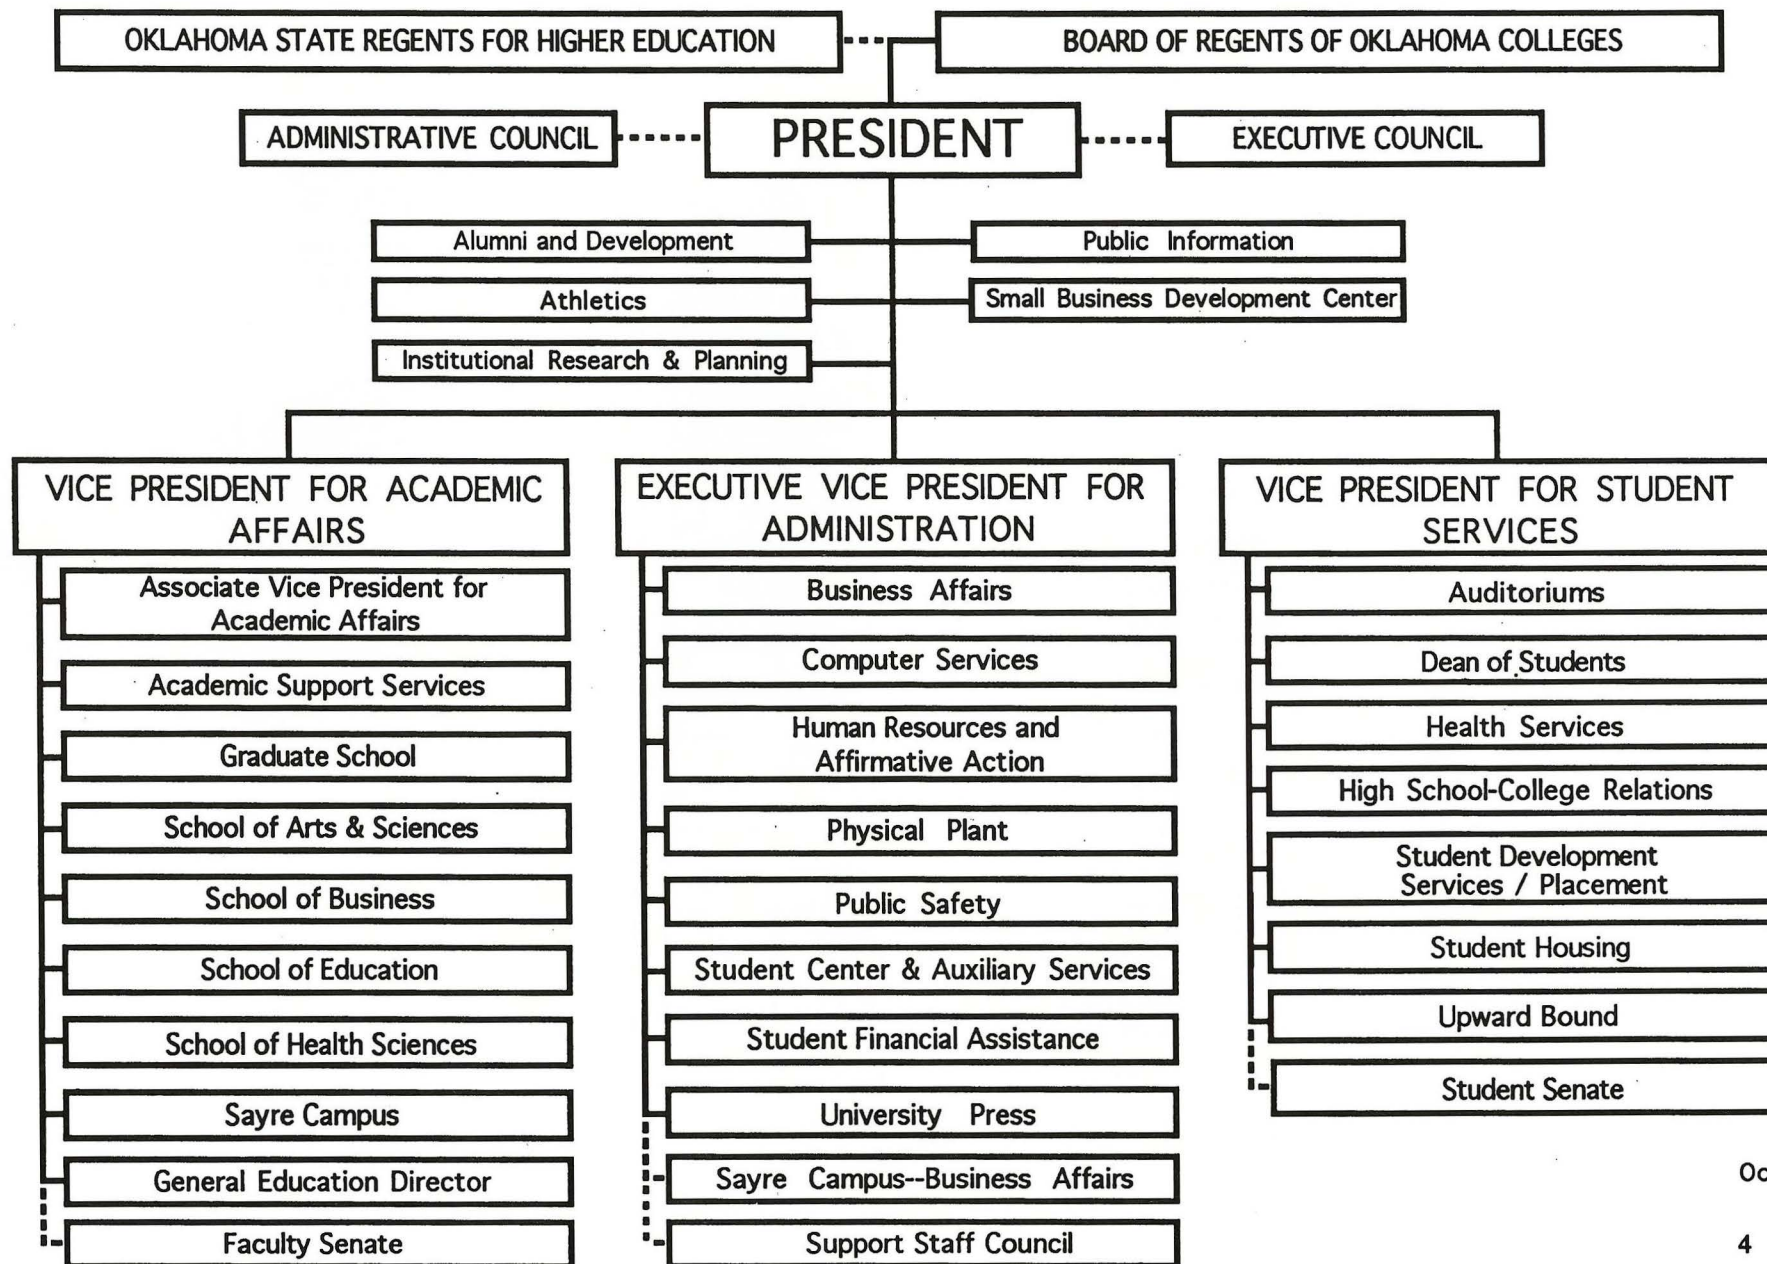 OKLAHOMA STATE REGENTS FOR HIGHER EDUCATION
BOARD OF REGENTS OF OKLAHOMA COLLEGES
ADMINISTRATIVE COUNCIL
PRESIDENT
EXECUTIVE COUNCIL
Alumni and Development
Public Information
Athletics
Small Business Development Center
Institutional Research & Planning
VICE PRESIDENT FOR ACADEMIC
AFFAIRS
Associate Vice President for
Academic Affairs
Academic Support Services
Graduate School
School of Arts & Sciences
School of Business
School of Education
School of Health Sciences
Sayre Campus
General Education Director
Faculty Senate
EXECUTIVE VICE PRESIDENT FOR
ADMINISTRATION
Business Affairs
Computer Services
Human Resources and
Affirmative Action
Physical Plant
Public Safety
Student Center & Auxiliary Services
Student Financial Assistance
University Press
Sayre Campus--Business Affairs
Support Staff Council
VICE PRESIDENT FOR STUDENT
SERVICES
Auditoriums
Dean of Students
Health Services
High School-College Relations
Student Development
Services / Placement
Student Housing
Upward Bound
Student Senate
Oc
4